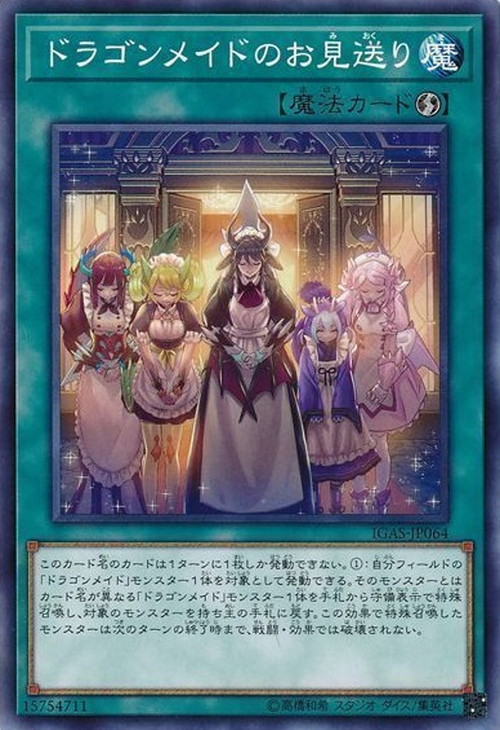 ドラゴンメイドのお見送り 魔
【魔法カード】
IGAS-JP064
このカード名のカードは1ターンに1枚しか発動できない。①:自分フィールドの
「ドラゴンメイド」モンスター1体を対象として発動できる。そのモンスターとは
カード名が異なる「ドラゴンメイド」モンスター1体を手札から守備表示で特殊
召喚し、対象のモンスターを持ち主の手札に戻す。この効果で特殊召喚した
モンスターは次のターンの終了時まで、戦闘・効果では破壊されない。
15754711
©高橋和希 スタジオ・ダイス/集英社